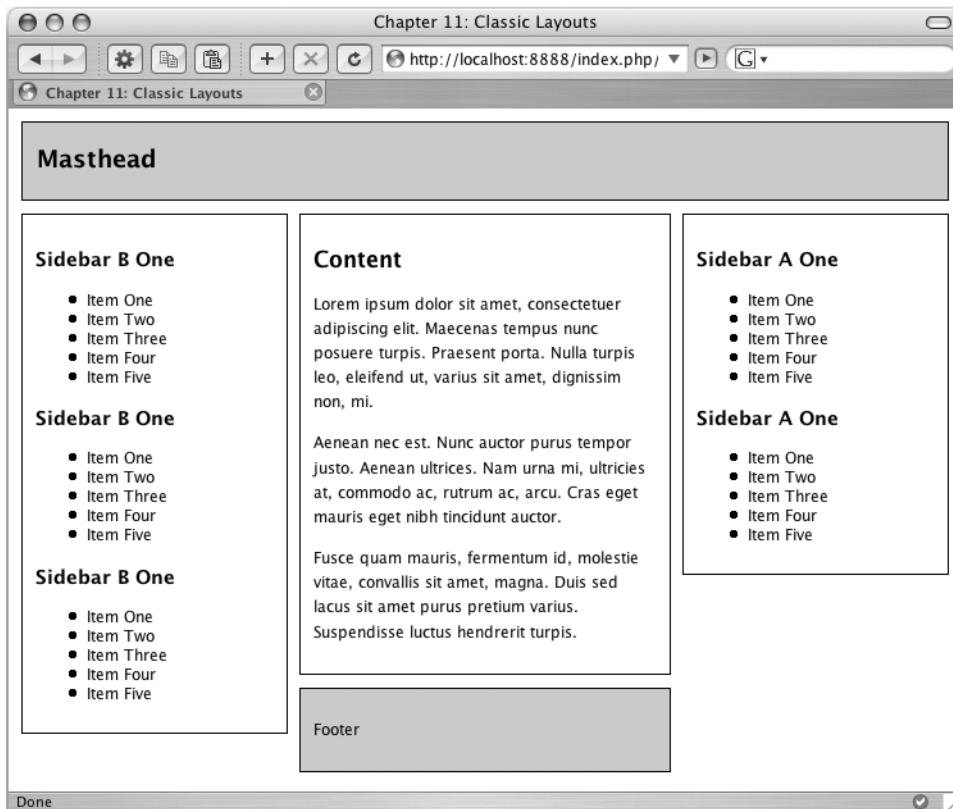 Chapter 11: Classic Layouts
http://localhost:8888/index.php/
G
Chapter 11: Classic Layouts
Masthead
Sidebar B One
Item One
Item Two
Item Three
Item Four
Item Five
Sidebar B One
Item One
Item Two
Item Three
Item Four
Item Five
Sidebar B One
Item One
Item Two
Item Three
Item Four
Item Five
Content
Lorem ipsum dolor sit amet, consectetuer
adipiscing elit. Maecenas tempus nunc
posuere turpis. Praesent porta. Nulla turpis
leo, eleifend ut, varius sit amet, dignissim
non, mi.
Aenean nec est. Nunc auctor purus tempor
justo. Aenean ultrices. Nam urna mi, ultricies
at, commodo ac, rutrum ac, arcu. Cras eget
mauris eget nibh tincidunt auctor.
Fusce quam mauris, fermentum id, molestie
vitae, convallis sit amet, magna. Duis sed
lacus sit amet purus pretium varius.
Suspendisse luctus hendrerit turpis.
Sidebar A One
Item One
Item Two
Item Three
Item Four
Item Five
Sidebar A One
Item One
Item Two
Item Three
Item Four
Item Five
Footer
Done